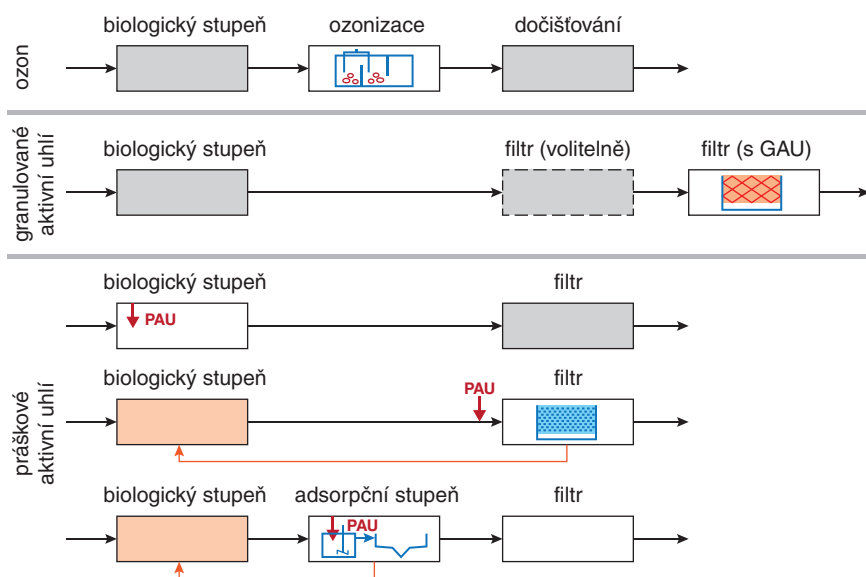 ozon
biologický stupeň
ozonizace
dočišťování
granulované
aktivní uhlí
biologický stupeň
filtr (volitelně)
filtr (s GAU)
práškové
aktivní uhlí
biologický stupeň
filtr
PAU
biologický stupeň
PAU
filtr
biologický stupeň
adsorpční stupeň
filtr
PAU